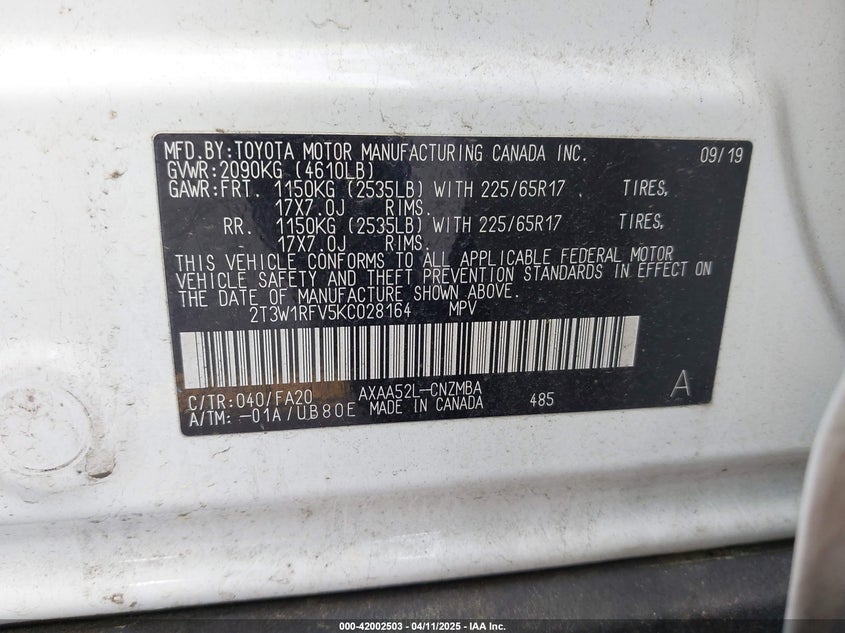 MFD.BY:TOYOTA MOTOR MANUFACTURING CANADA INC. 09/19
GVWR:2090KG (4610LB)
GAWR:FRT. 1150KG (2535LB) WITH 225/65R17 TIRES,
17X7.0J RIMS.
RR. 1150KG (2535LB) WITH 225/65R17 TIRES,
17X7.0J RIMS.
THIS VEHICLE CONFORMS TO ALL APPLICABLE FEDERAL MOTOR
VEHICLE SAFETY AND THEFT PREVENTION STANDARDS IN EFFECT ON
THE DATE OF MANUFACTURE SHOWN ABOVE.
2T3W1RFV5KC028164 MPV
C/TR:040/FA20 AXAA52L-CNZMBA A
A/TM:-01A/UB80E MADE IN CANADA 485
000-42002503 - 04/11/2025 - IAA Inc.